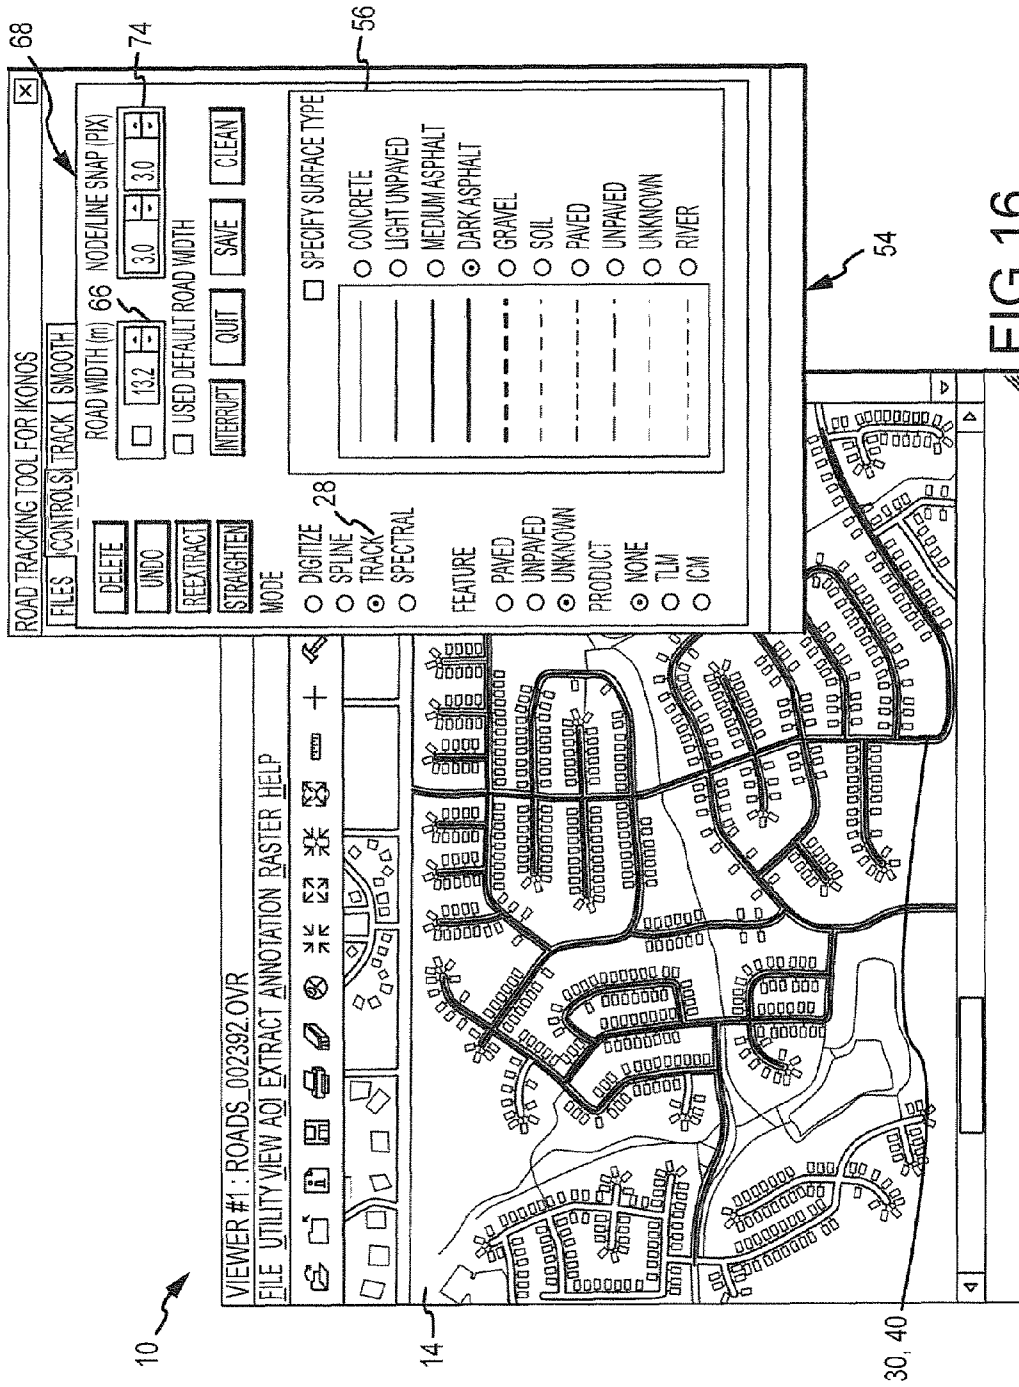 10
VIEWER #1 : ROADS_002392.OVR
FILE UTILITY VIEW AOI EXTRACT ANNOTATION RASTER HELP
14
30, 40
ROAD TRACKING TOOL FOR IKONOS
X
68
FILES CONTROLS TRACK SMOOTH
DELETE
UNDO
REEXTRACT
STRAIGHTEN
ROAD WIDTH (m) 66
13.2
NODE/LINE SNAP (PIX)
3.0 3.0
74
USED DEFAULT ROAD WIDTH
INTERRUPT QUIT SAVE CLEAN
MODE
DIGITIZE
SPLINE
TRACK
SPECTRAL
28
FEATURE
PAVED
UNPAVED
UNKNOWN
PRODUCT
NONE
TLM
ICM
SPECIFY SURFACE TYPE
56
CONCRETE
LIGHT UNPAVED
MEDIUM ASPHALT
DARK ASPHALT
GRAVEL
SOIL
PAVED
UNPAVED
UNKNOWN
RIVER
54
FIG 16